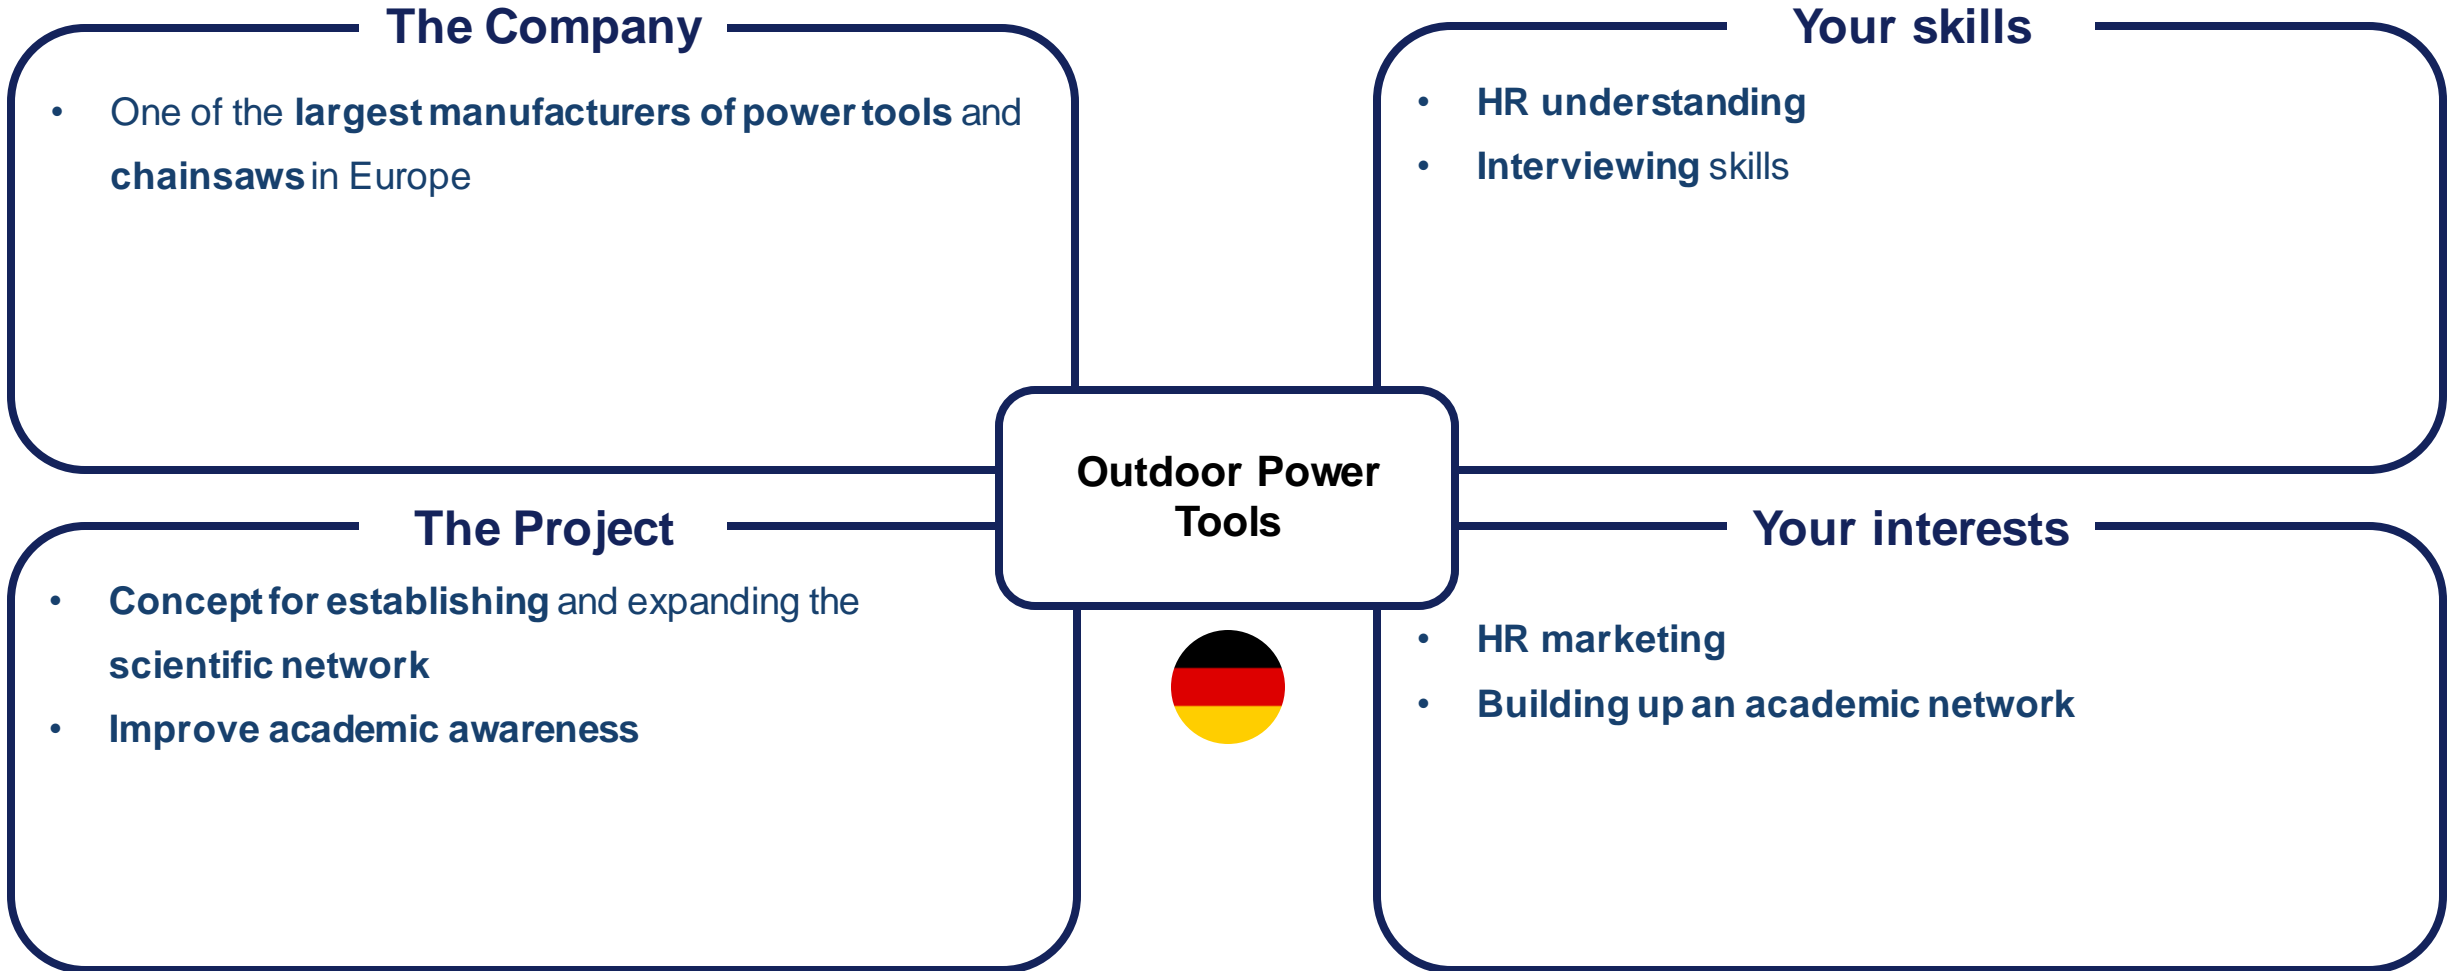 The Company
• One of the largest manufacturers of power tools and
chainsaws in Europe
Your skills
• HR understanding
• Interviewing skills
Outdoor Power
Tools
The Project
• Concept for establishing and expanding the
scientific network
• Improve academic awareness
Your interests
• HR marketing
• Building up an academic network